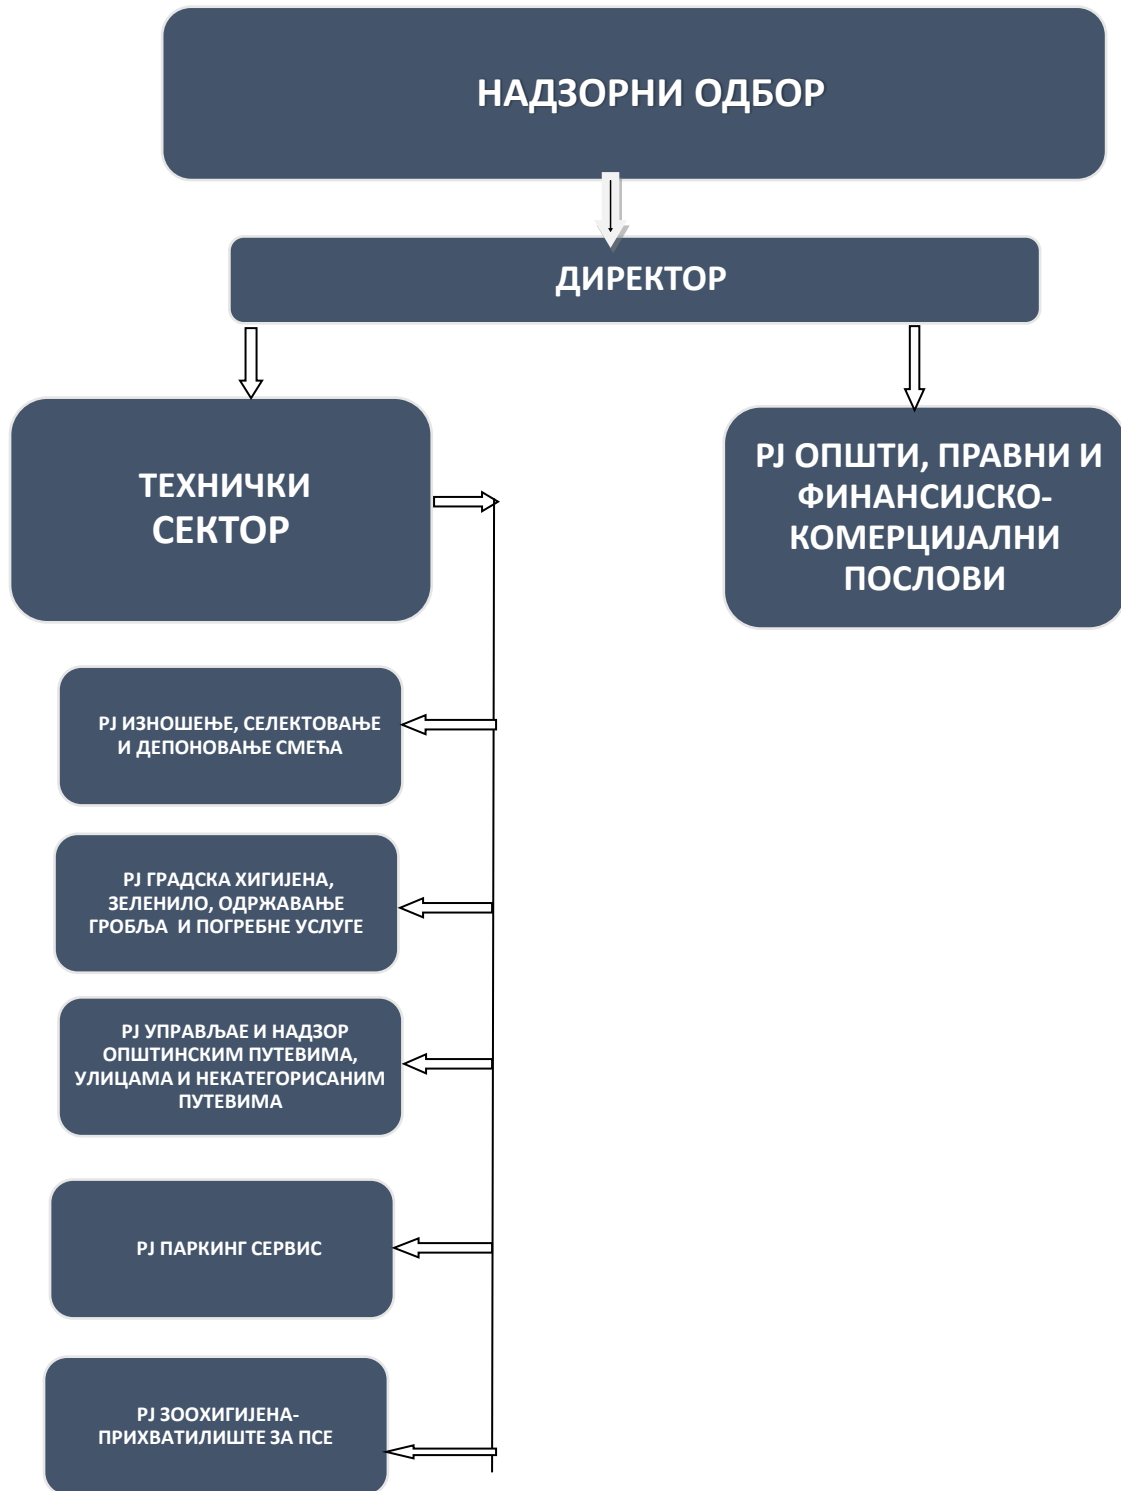 НАДЗОРНИ ОДБОР
ДИРЕКТОР
ТЕХНИЧКИ
СЕКТОР
РЈ ОПШТИ, ПРАВНИ И
ФИНАНСИЈСКО-
КОМЕРЦИЈАЛНИ
ПОСЛОВИ
РЈ ИЗНОШЕЊЕ, СЕЛЕКТОВАЊЕ
И ДЕПОНОВАЊЕ СМЕЋА
РЈ ГРАДСКА ХИГИЈЕНА,
ЗЕЛЕНИЛО, ОДРЖАВАЊЕ
ГРОБЉА И ПОГРЕБНЕ УСЛУГЕ
РЈ УПРАВЉАЕ И НАДЗОР
ОПШТИНСКИМ ПУТЕВИМА,
УЛИЦАМА И НЕКАТЕГОРИСАНИМ
ПУТЕВИМА
РЈ ПАРКИНГ СЕРВИС
РЈ ЗООХИГИЈЕНА-
ПРИХВАТИЛИШТЕ ЗА ПСЕ